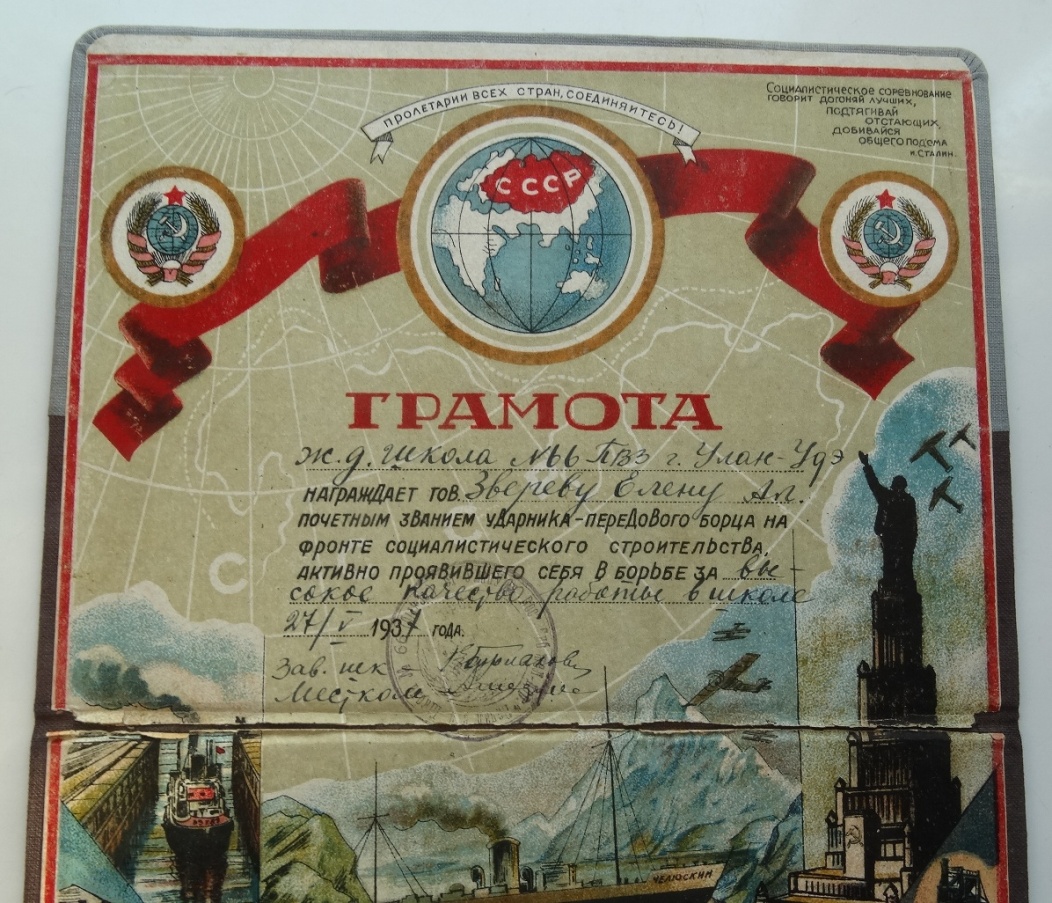 ПРОЛЕТАРИИ ВСЕХ СТРАН, СОЕДИНЯЙТЕСЬ!
Социалистическое соревнование
говорит догоняй лучших,
подтягивай
отстающих,
добивайся
общего подъема
И. Сталин.
СССР
ГРАМОТА
ж.д. школа №66 ПВЗ г. Улан-Удэ
НАГРАЖДАЕТ ТОВ. Звереву Елену Ал.
ПОЧЕТНЫМ ЗВАНИЕМ УДАРНИКА-ПЕРЕДОВОГО БОРЦА НА
ФРОНТЕ СОЦИАЛИСТИЧЕСКОГО СТРОИТЕЛЬСТВА,
АКТИВНО ПРОЯВИВШЕГО СЕБЯ В БОРЬБЕ ЗА вы-
сокое качество работы в школе
27/V 1937 ГОДА.
Зав. шк
Местком
С
ЧЕЛЮСКИН